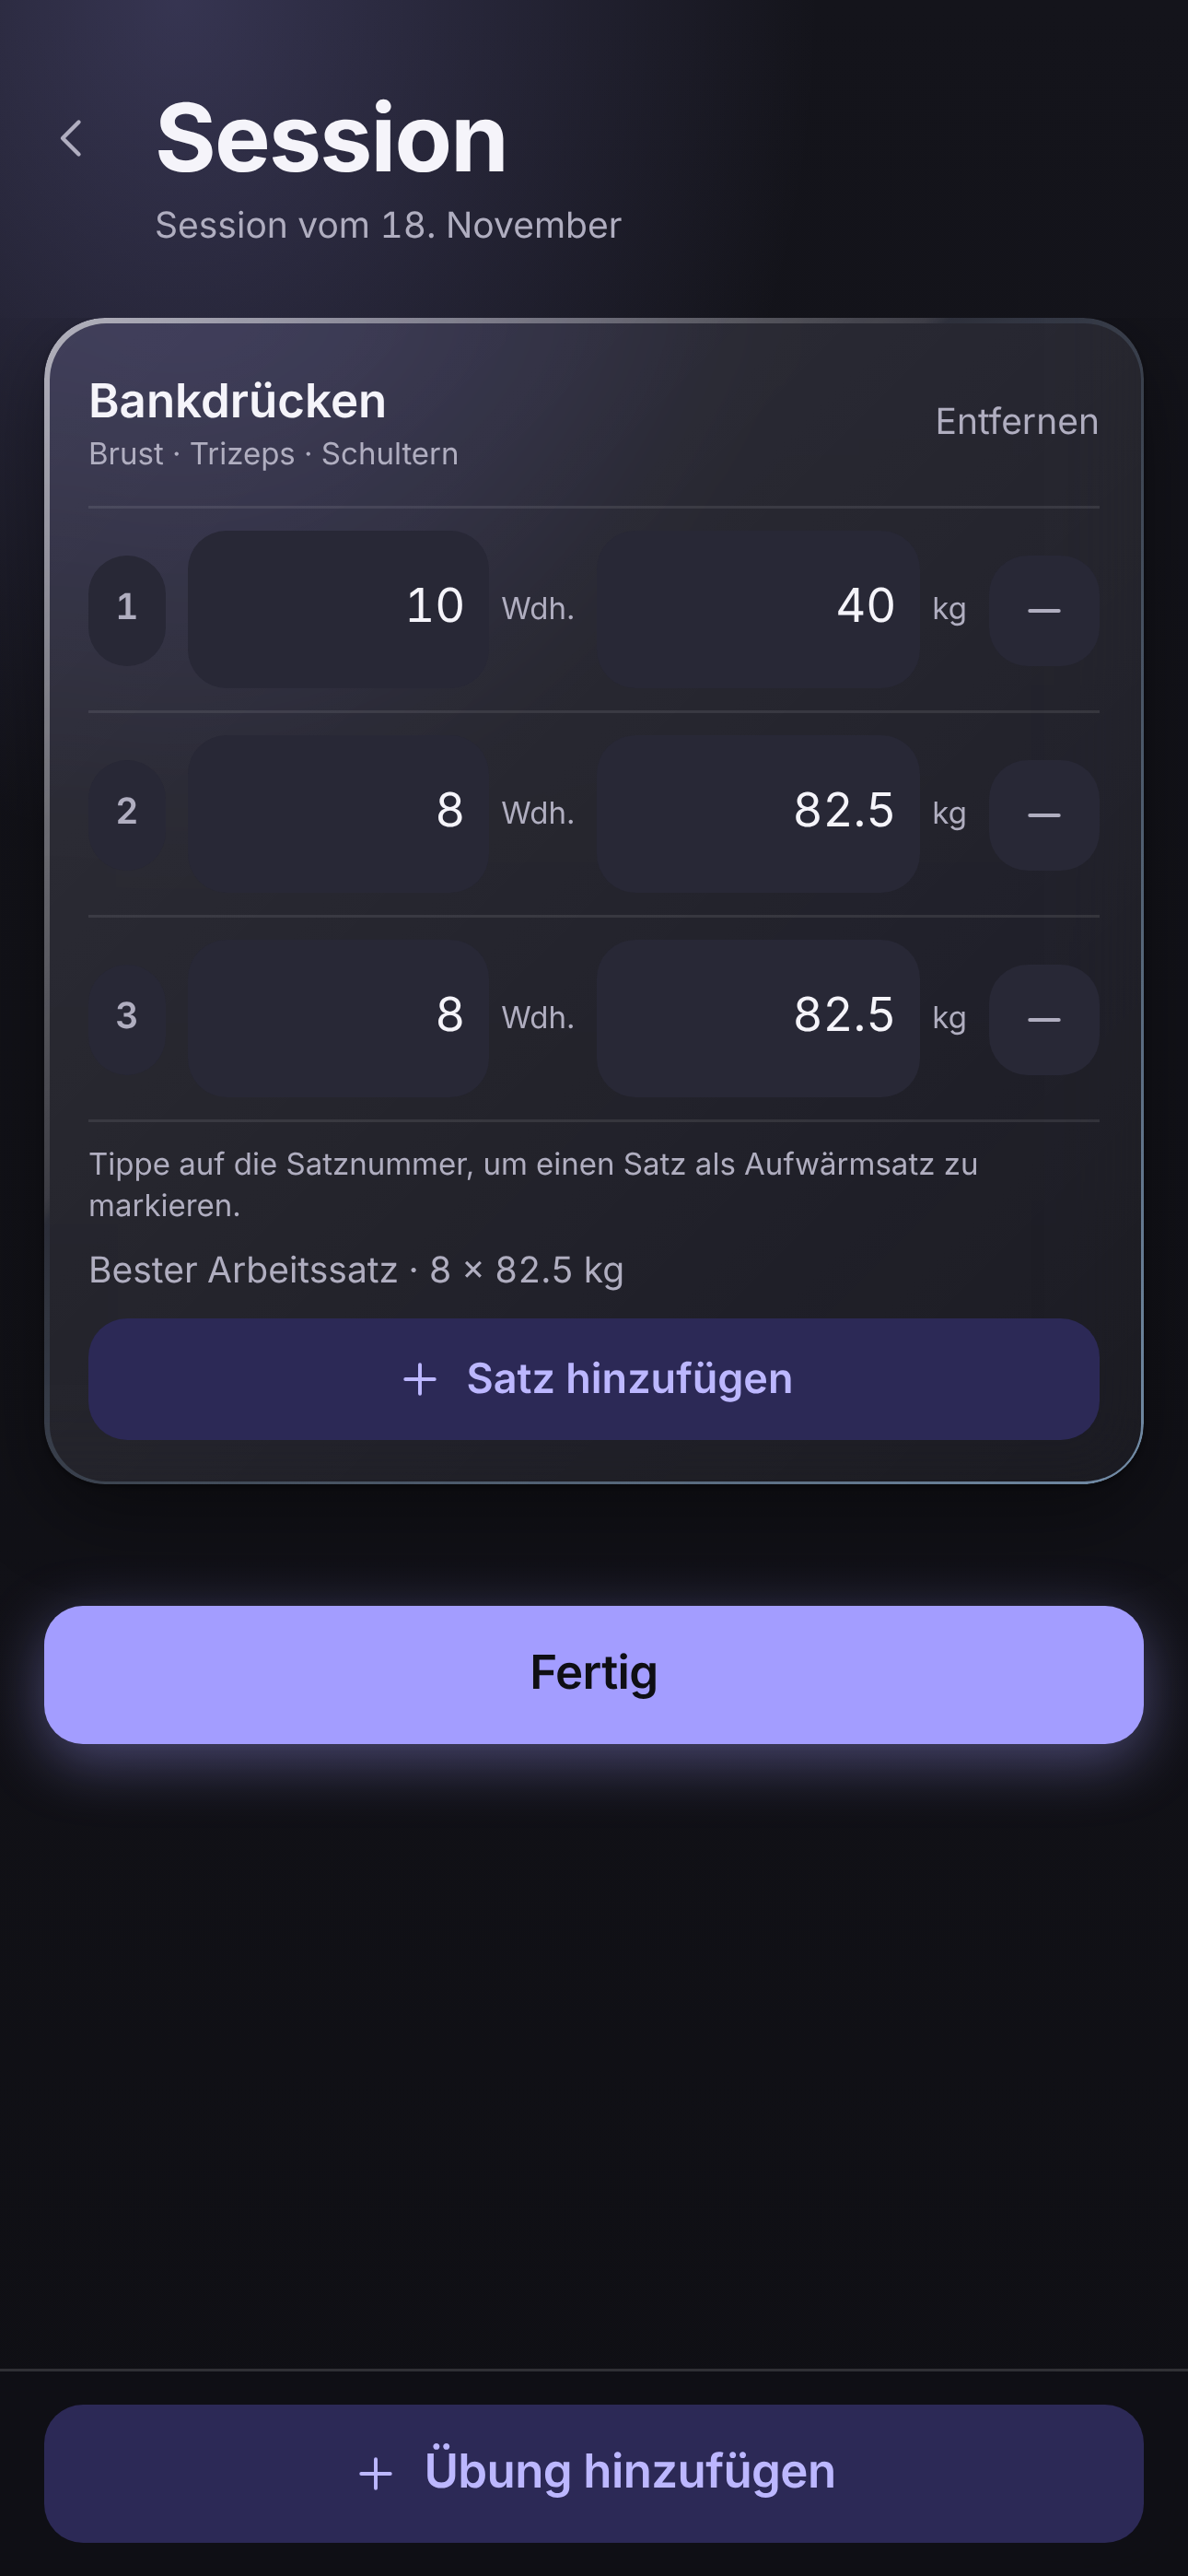 Session
Session vom 18. November
Bankdrücken
Entfernen
Brust · Trizeps · Schultern
1 10 Wdh. 40 kg —
2 8 Wdh. 82.5 kg —
3 8 Wdh. 82.5 kg —
Tippe auf die Satznummer, um einen Satz als Aufwärmsatz zu
markieren.
Bester Arbeitssatz · 8 × 82.5 kg
+ Satz hinzufügen
Fertig
+ Übung hinzufügen